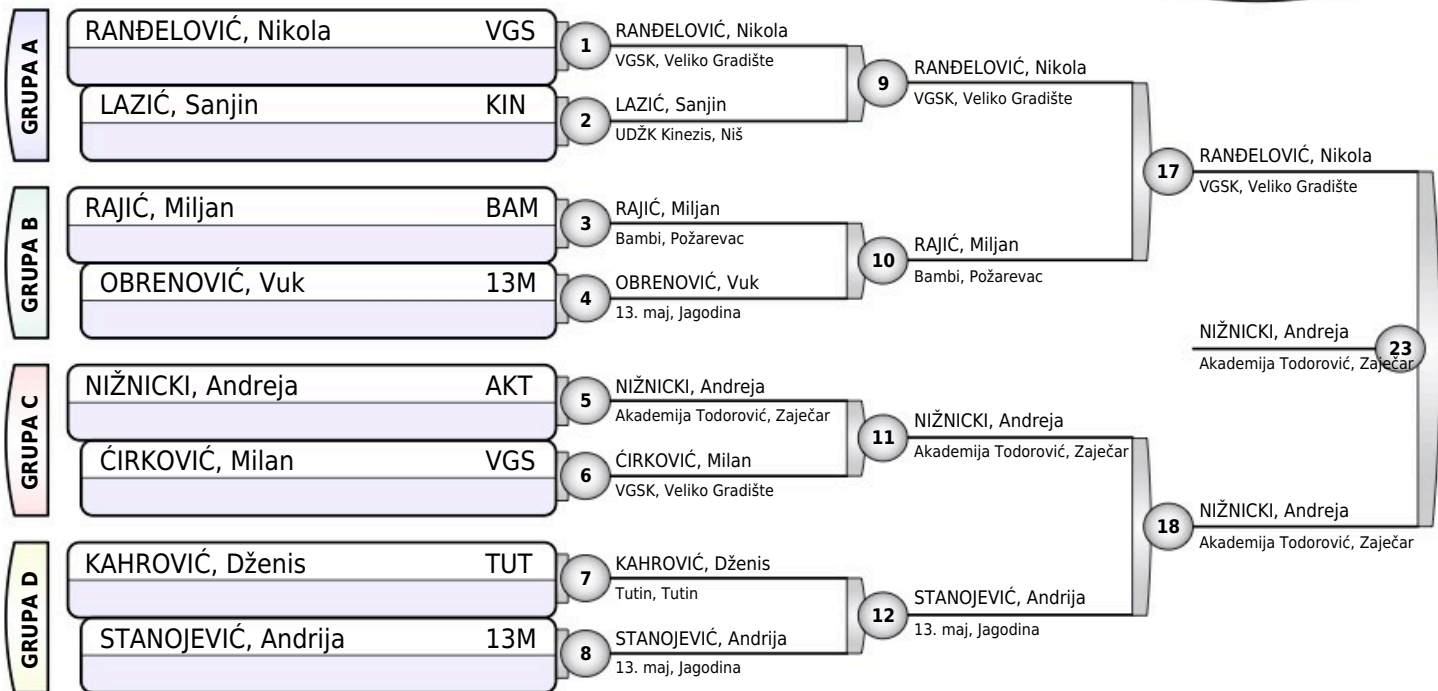 GRUPA A
RANĐELOVIĆ, Nikola VGS
LAZIĆ, Sanjin KIN
GRUPA B
RAJIĆ, Miljan BAM
OBRENOVIĆ, Vuk 13M
GRUPA C
NIŽNICKI, Andreja AKT
ĆIRKOVIĆ, Milan VGS
GRUPA D
KAHROVIĆ, Dženis TUT
STANOJEVIĆ, Andrija 13M
1
RANĐELOVIĆ, Nikola
VGSK, Veliko Gradište
2
LAZIĆ, Sanjin
UDŽK Kinezis, Niš
3
RAJIĆ, Miljan
Bambi, Požarevac
4
OBRENOVIĆ, Vuk
13. maj, Jagodina
5
NIŽNICKI, Andreja
Akademija Todorović, Zaječar
6
ĆIRKOVIĆ, Milan
VGSK, Veliko Gradište
7
KAHROVIĆ, Dženis
Tutin, Tutin
8
STANOJEVIĆ, Andrija
13. maj, Jagodina
9
RANĐELOVIĆ, Nikola
VGSK, Veliko Gradište
10
RAJIĆ, Miljan
Bambi, Požarevac
11
NIŽNICKI, Andreja
Akademija Todorović, Zaječar
12
STANOJEVIĆ, Andrija
13. maj, Jagodina
17
RANĐELOVIĆ, Nikola
VGSK, Veliko Gradište
18
NIŽNICKI, Andreja
Akademija Todorović, Zaječar
23
NIŽNICKI, Andreja
Akademija Todorović, Zaječar